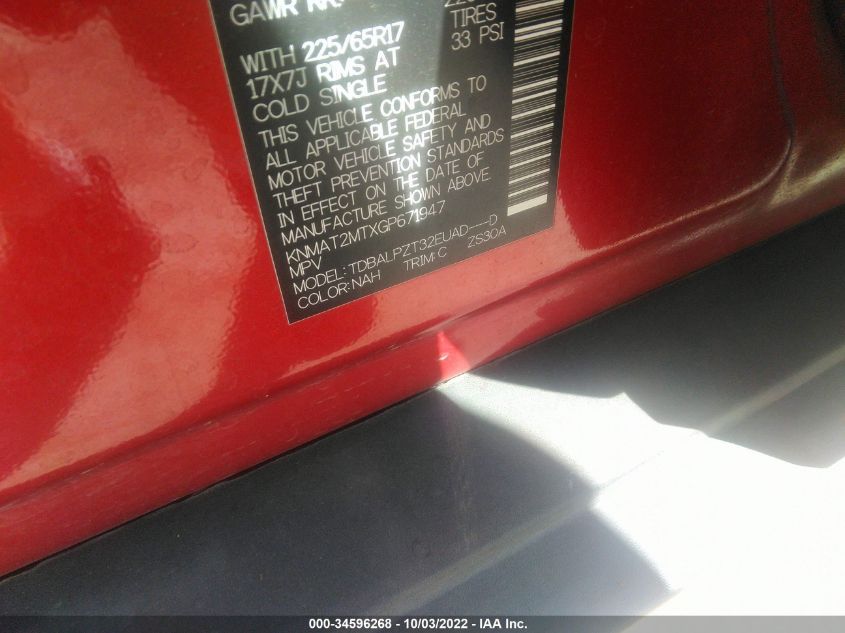 GAWR RR:
WITH 225/65R17 TIRES
17X7J RIMS AT 33 PSI
COLD SINGLE
THIS VEHICLE CONFORMS TO
ALL APPLICABLE FEDERAL
MOTOR VEHICLE SAFETY AND
THEFT PREVENTION STANDARDS
IN EFFECT ON THE DATE OF
MANUFACTURE SHOWN ABOVE.
KNMAT2MTXGP671947
MPV
MODEL:TDBALPZT32EUAD---D
COLOR:NAH TRIM:C ZS30A
000-34596268 - 10/03/2022 - IAA Inc.